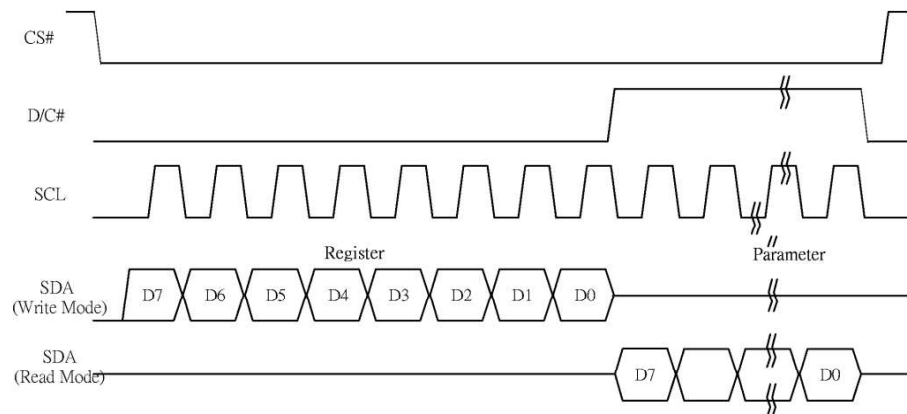 CS#
D/C#
SCL
Register
Parameter
SDA
(Write Mode)
D7 D6 D5 D4 D3 D2 D1 D0
SDA
(Read Mode)
D7 D0